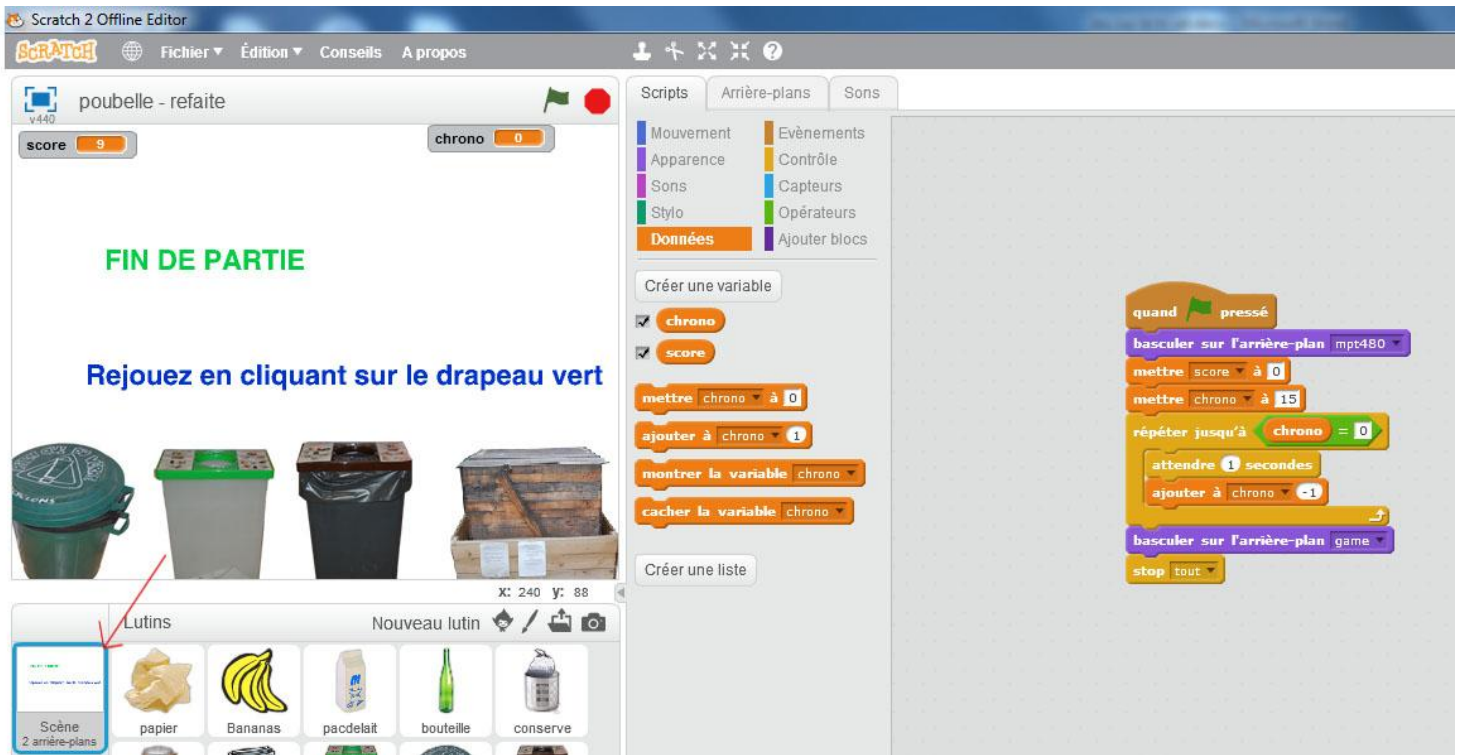 Scratch 2 Offline Editor
SCRATCH Fichier Édition Conseils A propos
v440
poubelle - refaite
score 9
chrono 0
FIN DE PARTIE
Rejouez en cliquant sur le drapeau vert
x: 240 y: 88
Lutins
Nouveau lutin
Scène
2 arrière-plans
papier
Bananas
pacdelait
bouteille
conserve
Scripts Arrière-plans Sons
Mouvement Evènements
Apparence Contrôle
Sons Capteurs
Stylo Opérateurs
Données Ajouter blocs
Créer une variable
chrono
score
mettre chrono à 0
ajouter à chrono 1
montrer la variable chrono
cacher la variable chrono
Créer une liste
quand pressé
basculer sur l'arrière-plan mpt480
mettre score à 0
mettre chrono à 15
répéter jusqu'à chrono = 0
attendre 1 secondes
ajouter à chrono -1
basculer sur l'arrière-plan game
stop tout